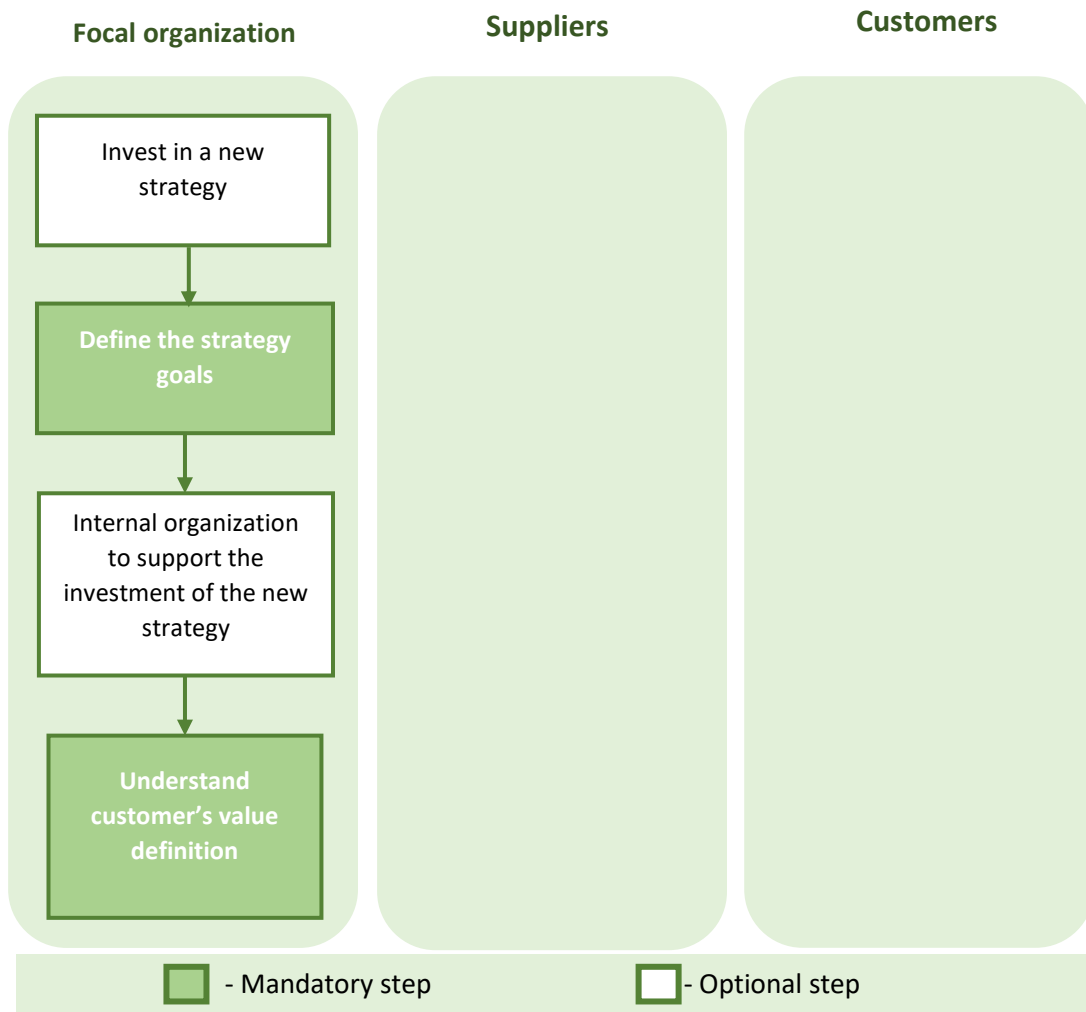 Focal organization
Suppliers
Customers
Invest in a new
strategy
Define the strategy
goals
Internal organization
to support the
investment of the new
strategy
Understand
customer’s value
definition
- Mandatory step
- Optional step